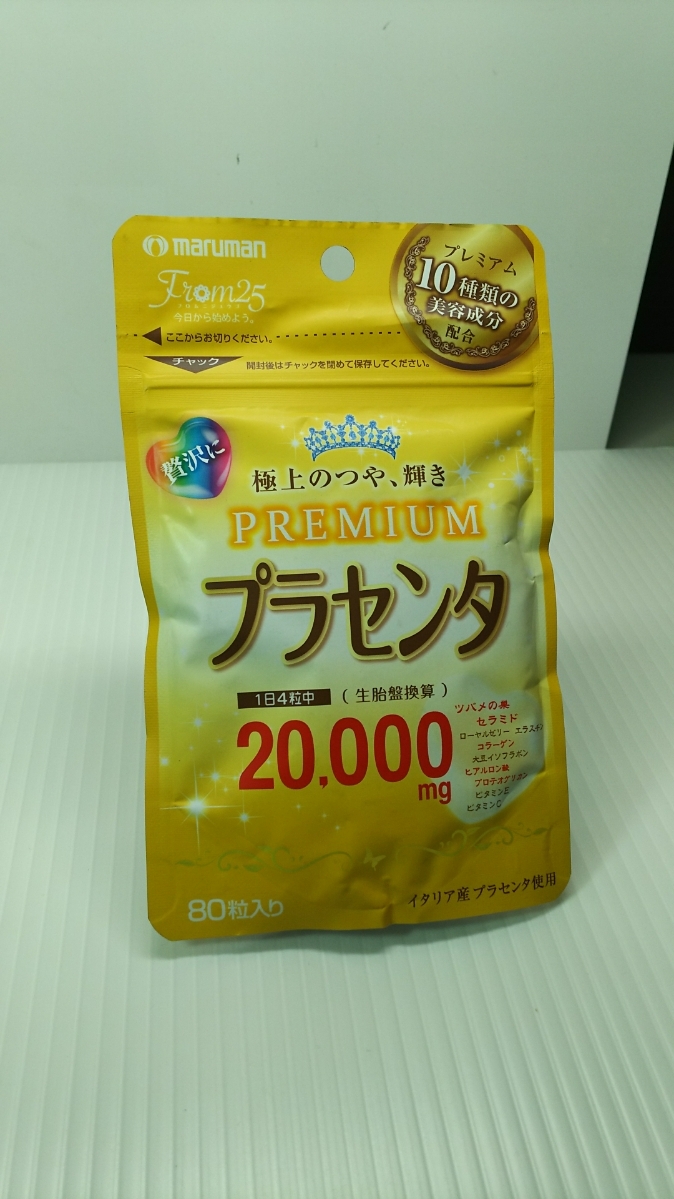 maruman
From25
今日から始めよう。
プレミアム
10種類の
美容成分
配合
ここからお切りください。
チャック
開封後はチャックを閉めて保存してください。
贅沢に
極上のつや、輝き
PREMIUM
プラセンタ
1日4粒中
(生胎盤換算)
20,000mg
ツバメの巣
セラミド
ローヤルゼリー エラスチン
コラーゲン
大豆イソフラボン
ヒアルロン酸
プロテオグリカン
ビタミンE
ビタミンC
80粒入り
イタリア産 プラセンタ使用